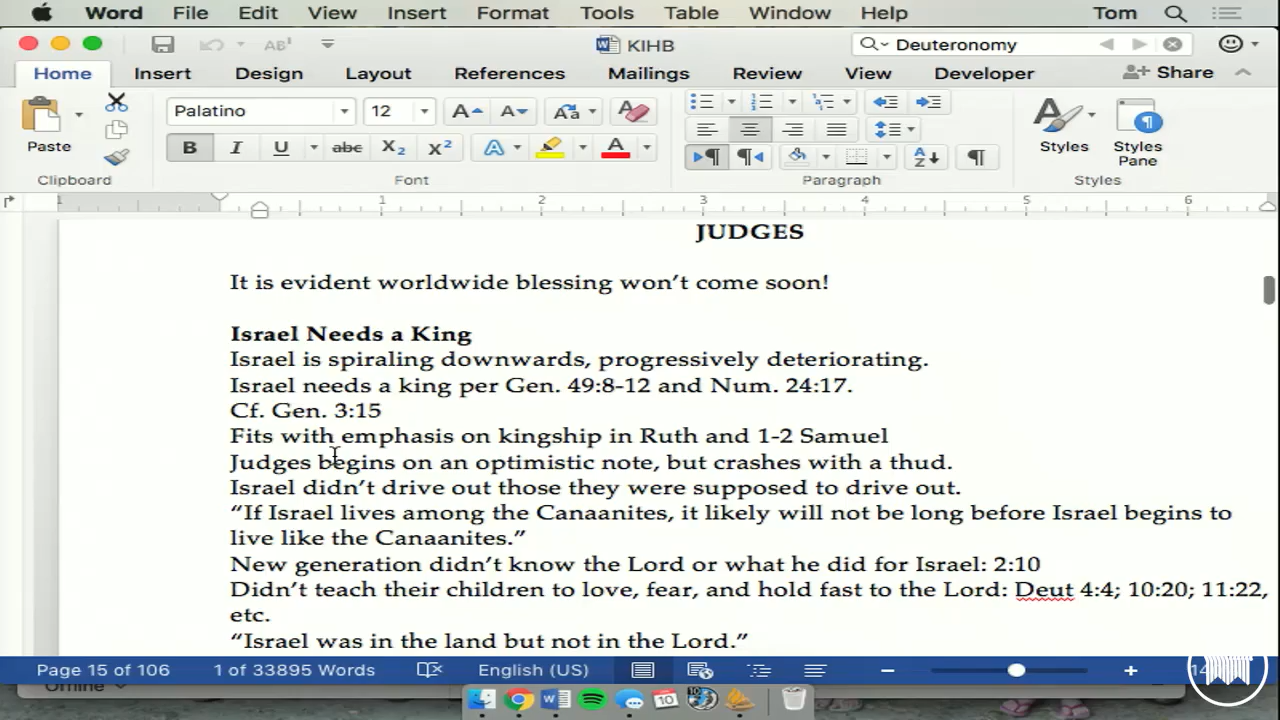 Word File Edit View Insert Format Tools Table Window Help Tom
KIHB
Deuteronomy
Home Insert Design Layout References Mailings Review View Developer Share
Palatino 12
Paste
Styles Styles Pane
Clipboard Font Paragraph Styles
1 1 2 3 4 5 6
JUDGES
It is evident worldwide blessing won’t come soon!
Israel Needs a King
Israel is spiraling downwards, progressively deteriorating.
Israel needs a king per Gen. 49:8-12 and Num. 24:17.
Cf. Gen. 3:15
Fits with emphasis on kingship in Ruth and 1-2 Samuel
Judges begins on an optimistic note, but crashes with a thud.
Israel didn’t drive out those they were supposed to drive out.
“If Israel lives among the Canaanites, it likely will not be long before Israel begins to
live like the Canaanites.”
New generation didn’t know the Lord or what he did for Israel: 2:10
Didn’t teach their children to love, fear, and hold fast to the Lord: Deut 4:4; 10:20; 11:22,
etc.
“Israel was in the land but not in the Lord.”
Page 15 of 106 1 of 33895 Words English (US)
Offline